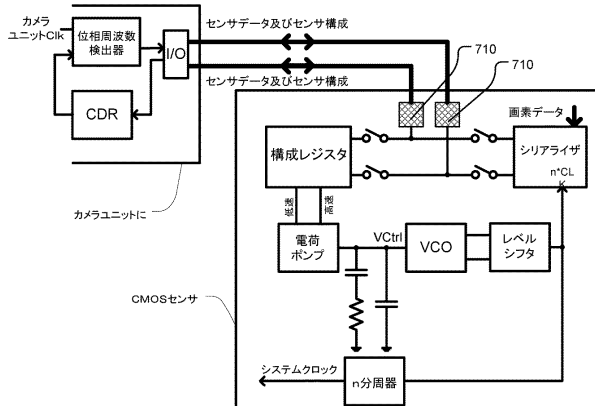 カメラ
ユニットClk
位相周波数
検出器
I/O
CDR
センサデータ及びセンサ構成
センサデータ及びセンサ構成
710
710
画素データ
構成レジスタ
シリアライザ
n*CL
K
カメラユニットに
低速
高速
電荷
ポンプ
VCtrl
VCO
レベル
シフタ
CMOSセンサ
システムクロック
n分周器